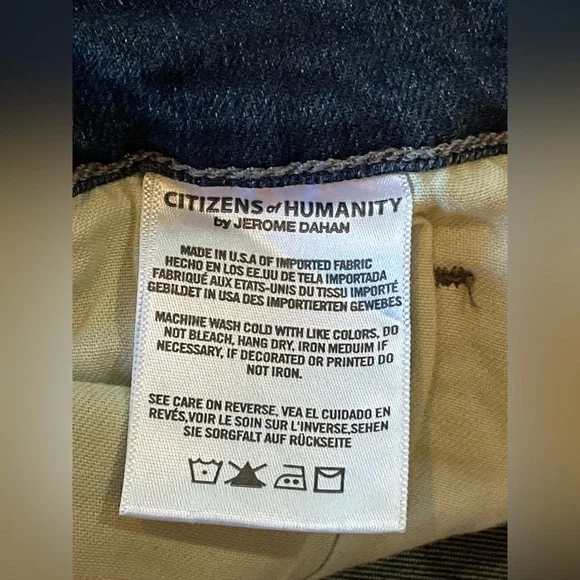 CITIZENS of HUMANITY
by JEROME DAHAN
MADE IN U.S.A OF IMPORTED FABRIC
HECHO EN LOS EE.UU DE TELA IMPORTADA
FABRIQUÉ AUX ETATS-UNIS DU TISSU IMPORTÉ
GEBILDET IN USA DES IMPORTIERTEN GEWEBES
MACHINE WASH COLD WITH LIKE COLORS, DO
NOT BLEACH, HANG DRY, IRON MEDUIM IF
NECESSARY, IF DECORATED OR PRINTED DO
NOT IRON.
SEE CARE ON REVERSE, VEA EL CUIDADO EN
REVÉS,VOIR LE SOIN SUR L'INVERSE,SEHEN
SIE SORGFALT AUF RÜCKSEITE